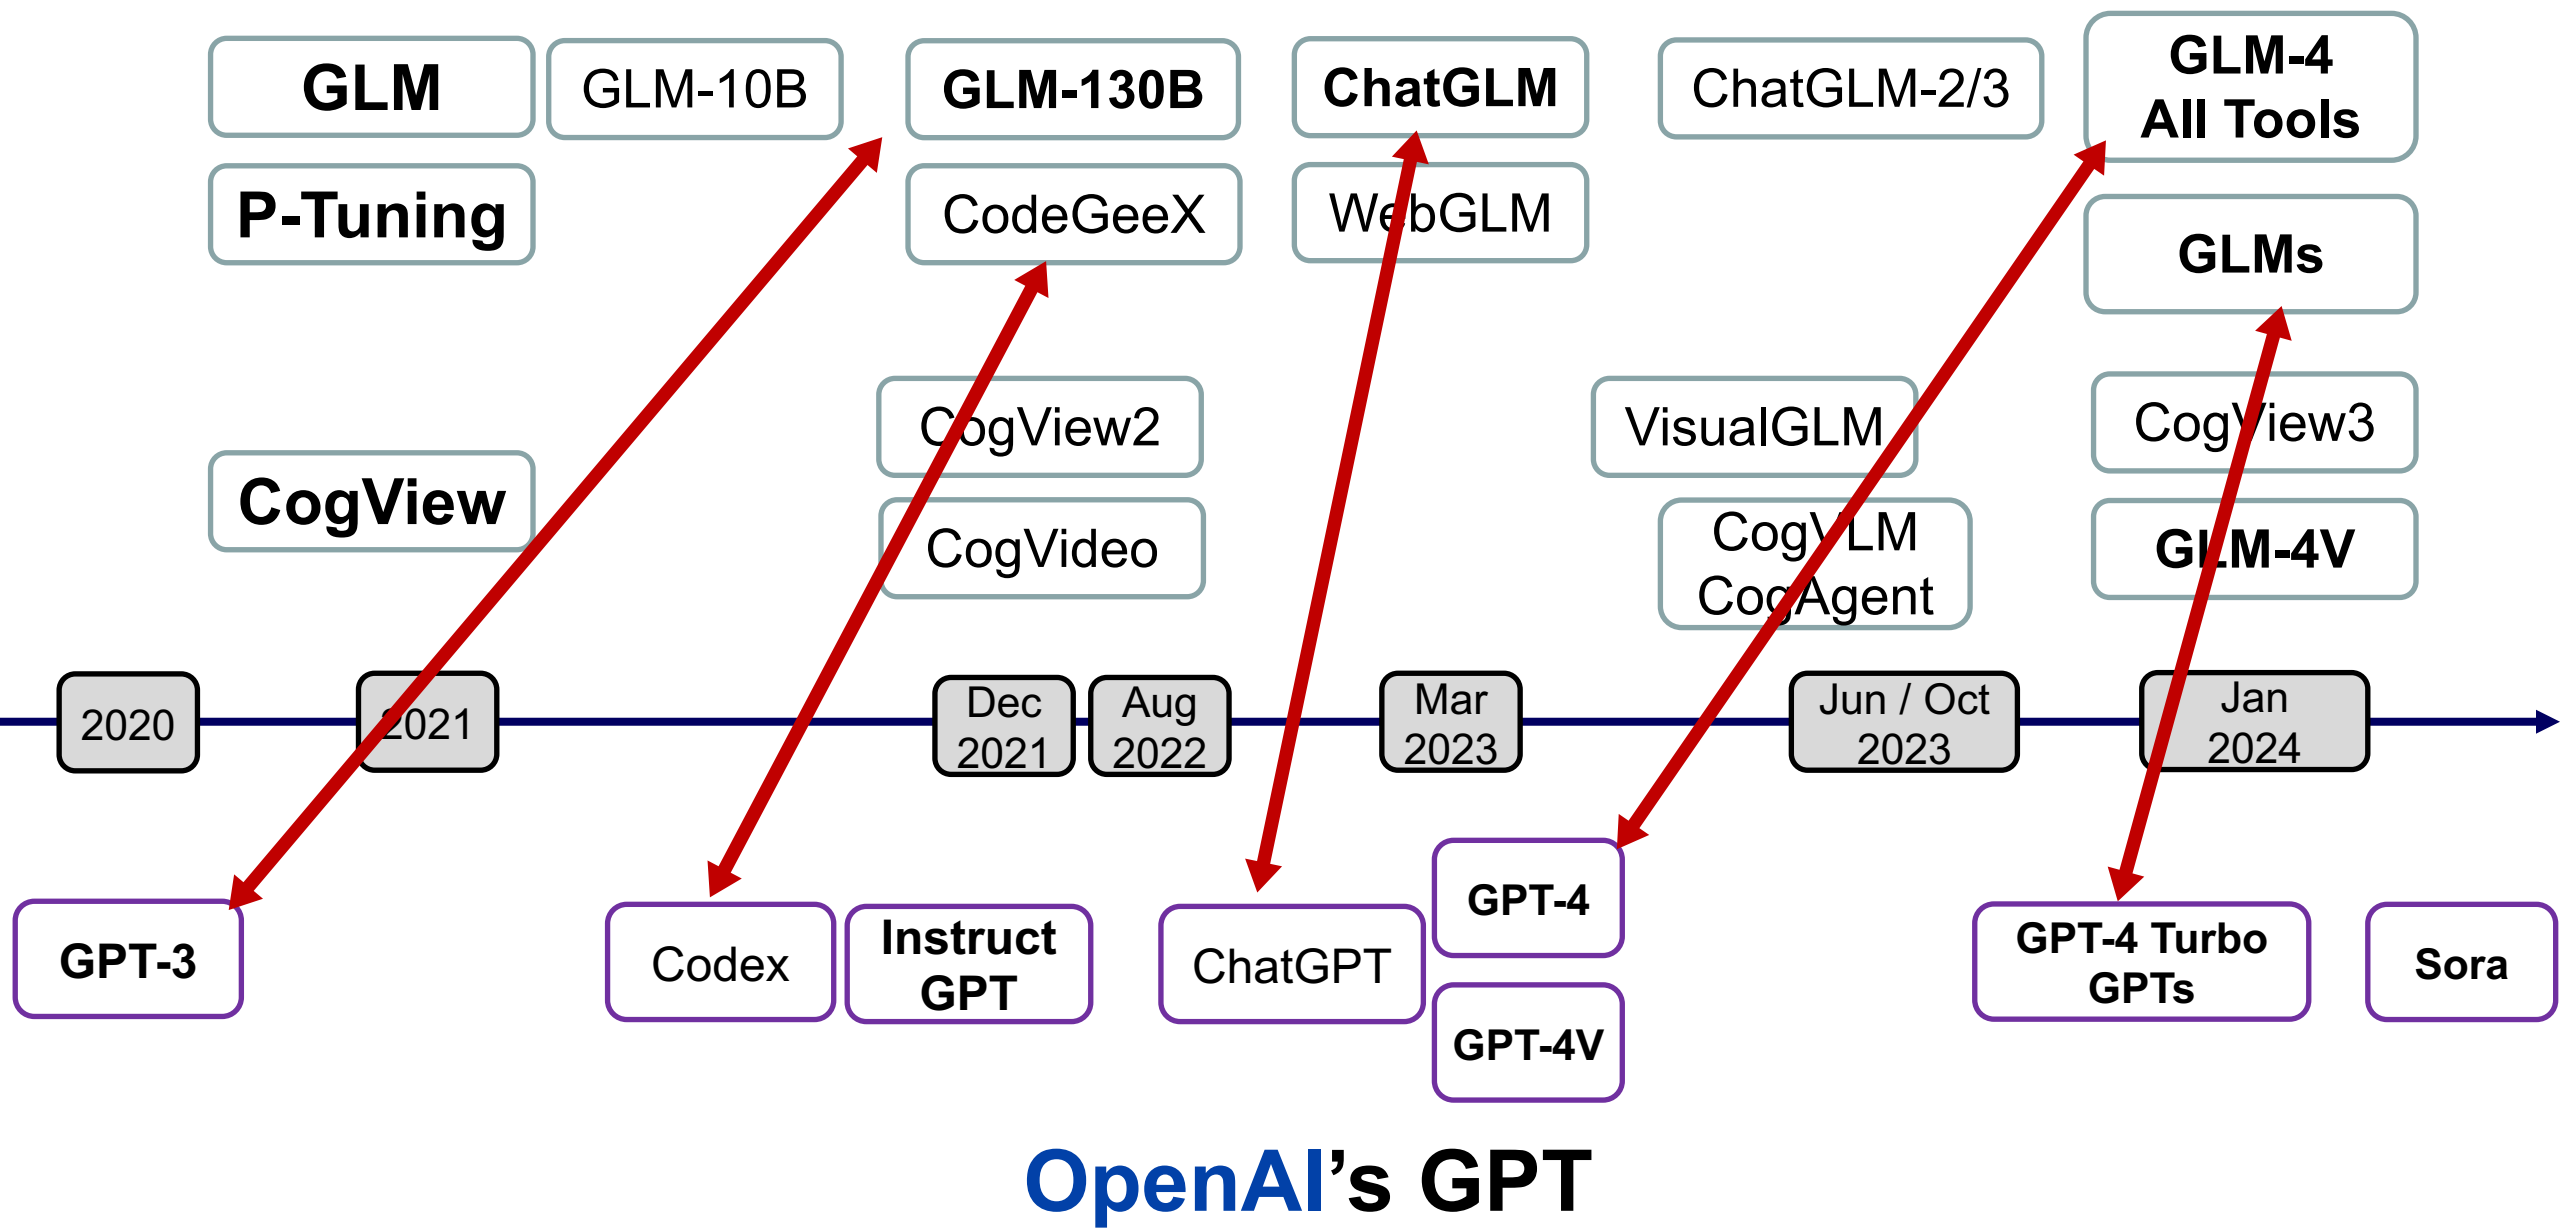 GLM
GLM-10B
GLM-130B
ChatGLM
ChatGLM-2/3
GLM-4
All Tools
P-Tuning
CodeGeeX
WebGLM
GLMs
CogView
CogView2
VisualGLM
CogView3
CogVideo
CogVLM
CogAgent
GLM-4V
2020
2021
Dec
2021
Aug
2022
Mar
2023
Jun / Oct
2023
Jan
2024
GPT-3
Codex
Instruct
GPT
ChatGPT
GPT-4
GPT-4V
GPT-4 Turbo
GPTs
Sora
OpenAI’s GPT